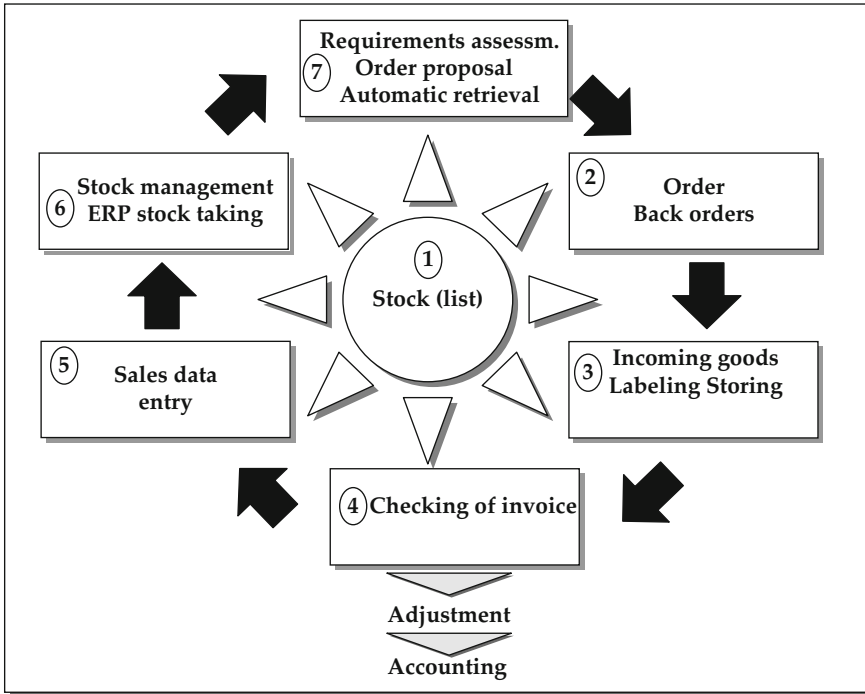 Requirements assessm.
7 Order proposal
Automatic retrieval
2
Order
Back orders
3 Incoming goods
Labeling Storing
4 Checking of invoice
Adjustment
Accounting
5
Sales data
entry
6 Stock management
ERP stock taking
1
Stock (list)